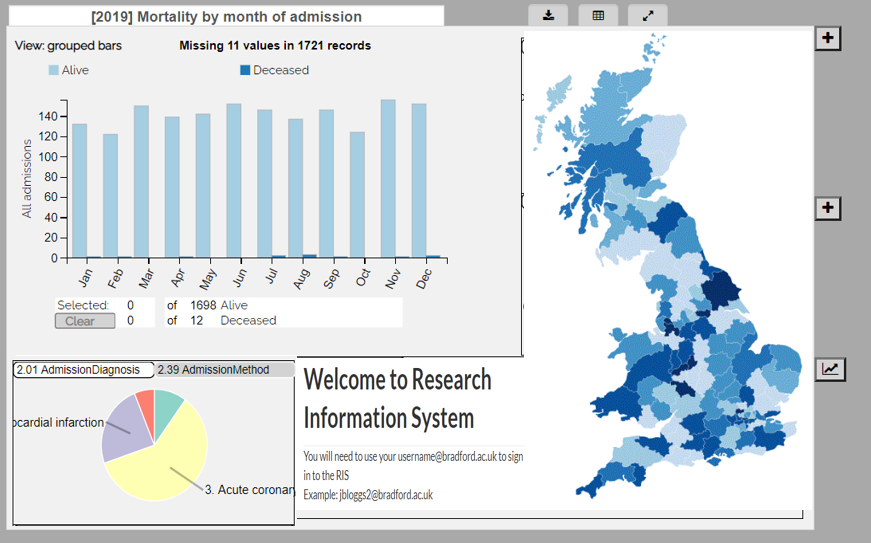 [2019] Mortality by month of admission
View: grouped bars
Missing 11 values in 1721 records
Alive
Deceased
All admissions
140
120
100
80
60
40
20
0
Jan
Feb
Mar
Apr
May
Jun
Jul
Aug
Sep
Oct
Nov
Dec
Selected: 0 of 1698 Alive
Clear 0 of 12 Deceased
2.01 AdmissionDiagnosis
2.39 AdmissionMethod
ocardial infarction
3. Acute coronar
Welcome to Research
Information System
You will need to use your username@bradford.ac.uk to sign
in to the RIS
Example: jbloggs2@bradford.ac.uk